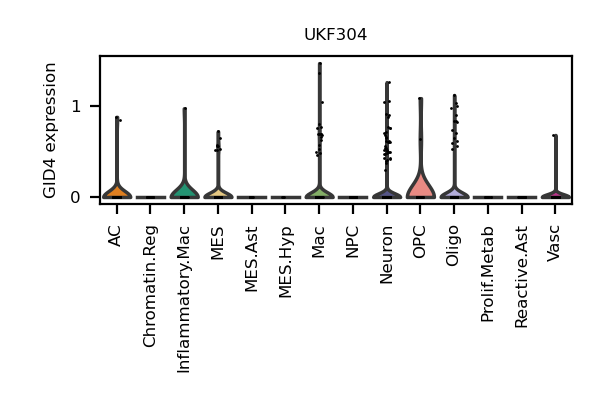 UKF304
GID4 expression
1
0
AC
Chromatin.Reg
Inflammatory.Mac
MES
MES.Ast
MES.Hyp
Mac
NPC
Neuron
OPC
Oligo
Prolif.Metab
Reactive.Ast
Vasc